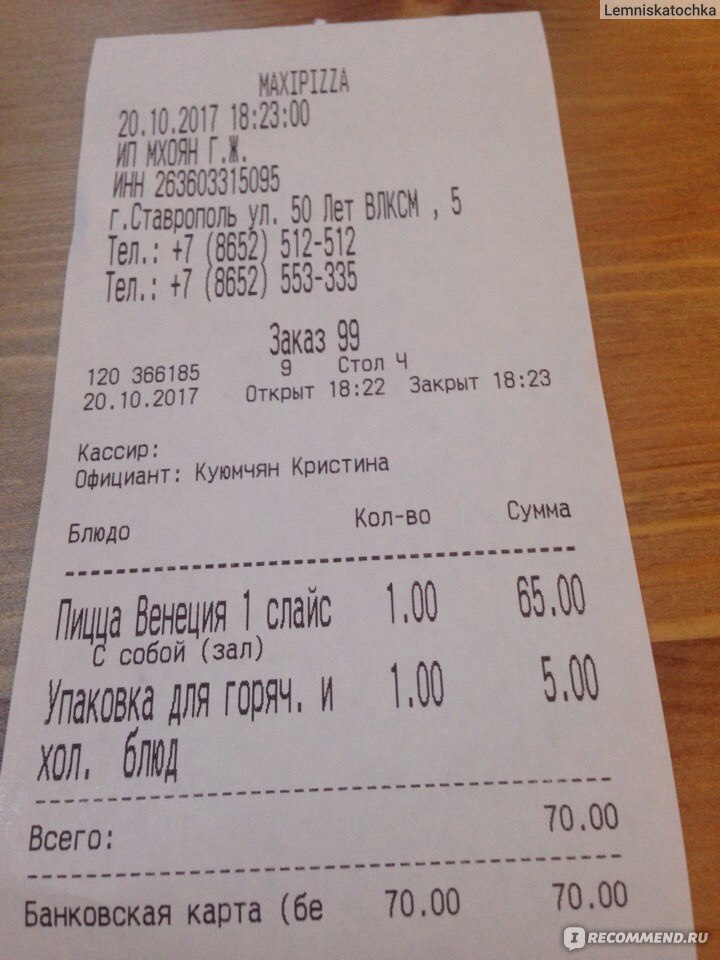 Lemniskatochka
MAXIPIZZA
20.10.2017 18:23:00
ИП МХОЯН Г.Ж.
ИНН 263603315095
г.Ставрополь ул. 50 Лет ВЛКСМ , 5
Тел.: +7 (8652) 512-512
Тел.: +7 (8652) 553-335
Заказ 99
120 366185 9 Стол Ч
20.10.2017 Открыт 18:22 Закрыт 18:23
Кассир:
Официант: Куюмчян Кристина
Блюдо Кол-во Сумма
Пицца Венеция 1 слайс 1.00 65.00
С собой (зал)
Упаковка для горяч. и 1.00 5.00
хол. блюд
Всего: 70.00
Банковская карта (бе 70.00 70.00
IRECOMMEND.RU